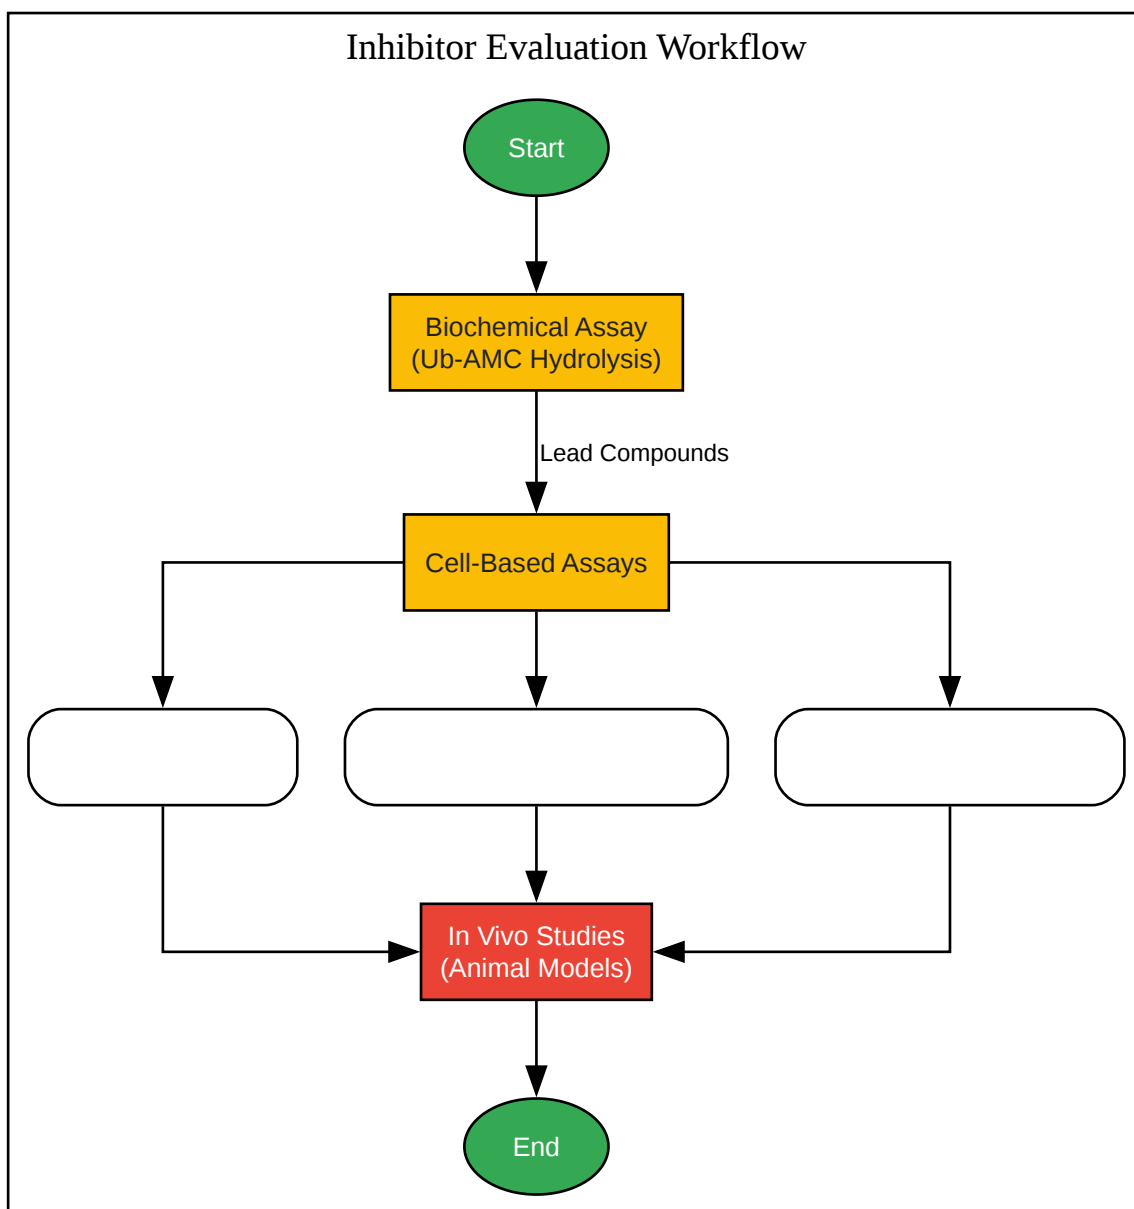 Inhibitor Evaluation Workflow
Start
Biochemical Assay
(Ub-AMC Hydrolysis)
Lead Compounds
Cell-Based Assays
In Vivo Studies
(Animal Models)
End